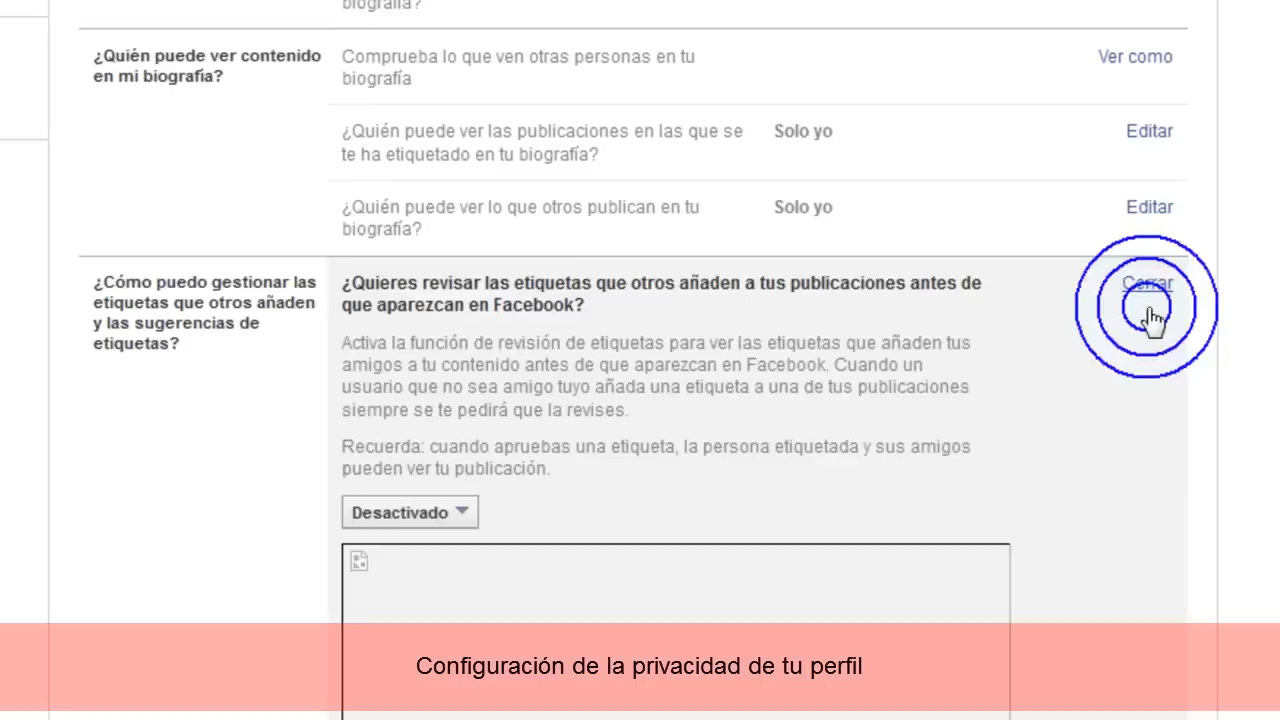 biografía?
¿Quién puede ver contenido
en mi biografía?
Comprueba lo que ven otras personas en tu
biografía
Ver como
¿Quién puede ver las publicaciones en las que se
te ha etiquetado en tu biografía?
Solo yo
Editar
¿Quién puede ver lo que otros publican en tu
biografía?
Solo yo
Editar
¿Cómo puedo gestionar las
etiquetas que otros añaden
y las sugerencias de
etiquetas?
¿Quieres revisar las etiquetas que otros añaden a tus publicaciones antes de
que aparezcan en Facebook?
Cerrar
Activa la función de revisión de etiquetas para ver las etiquetas que añaden tus
amigos a tu contenido antes de que aparezcan en Facebook. Cuando un
usuario que no sea amigo tuyo añada una etiqueta a una de tus publicaciones
siempre se te pedirá que la revises.
Recuerda: cuando apruebas una etiqueta, la persona etiquetada y sus amigos
pueden ver tu publicación.
Desactivado
Configuración de la privacidad de tu perfil